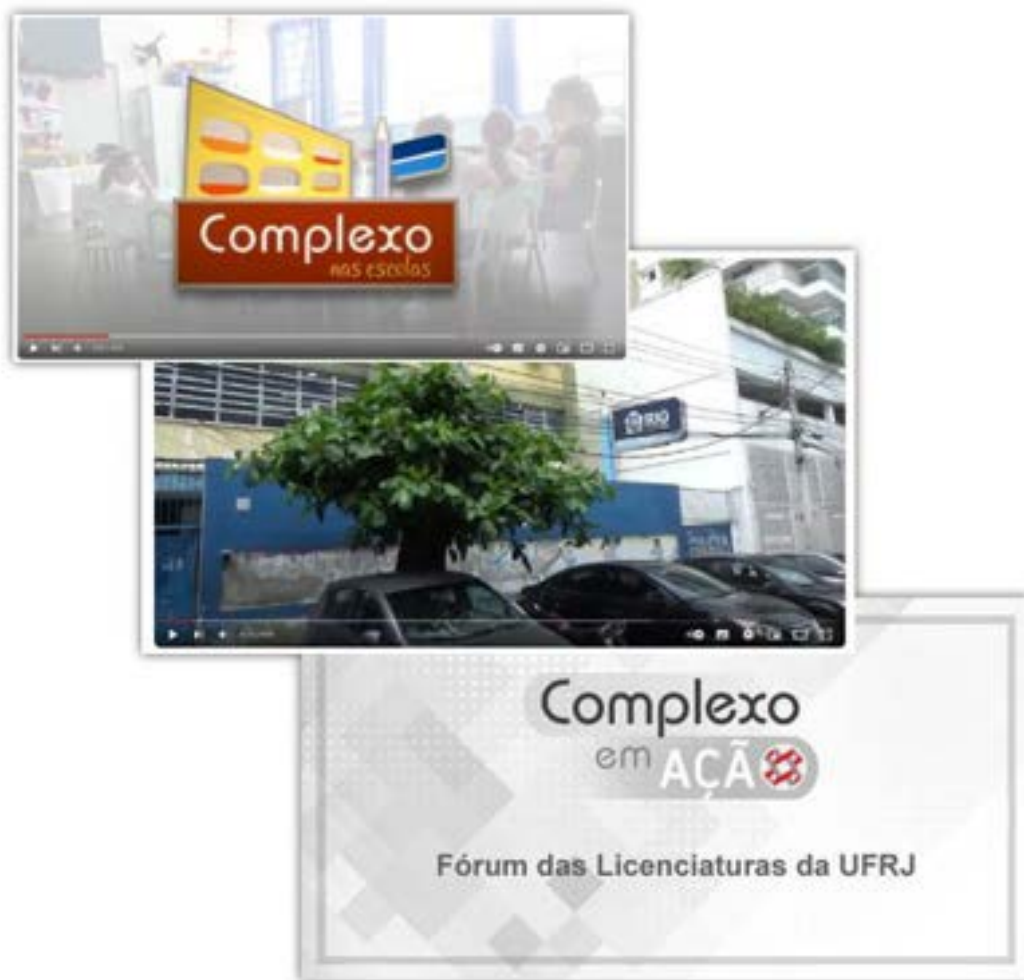 Complexo
nas escolas
RIO
Complexo
em AÇÃO
Fórum das Licenciaturas da UFRJ